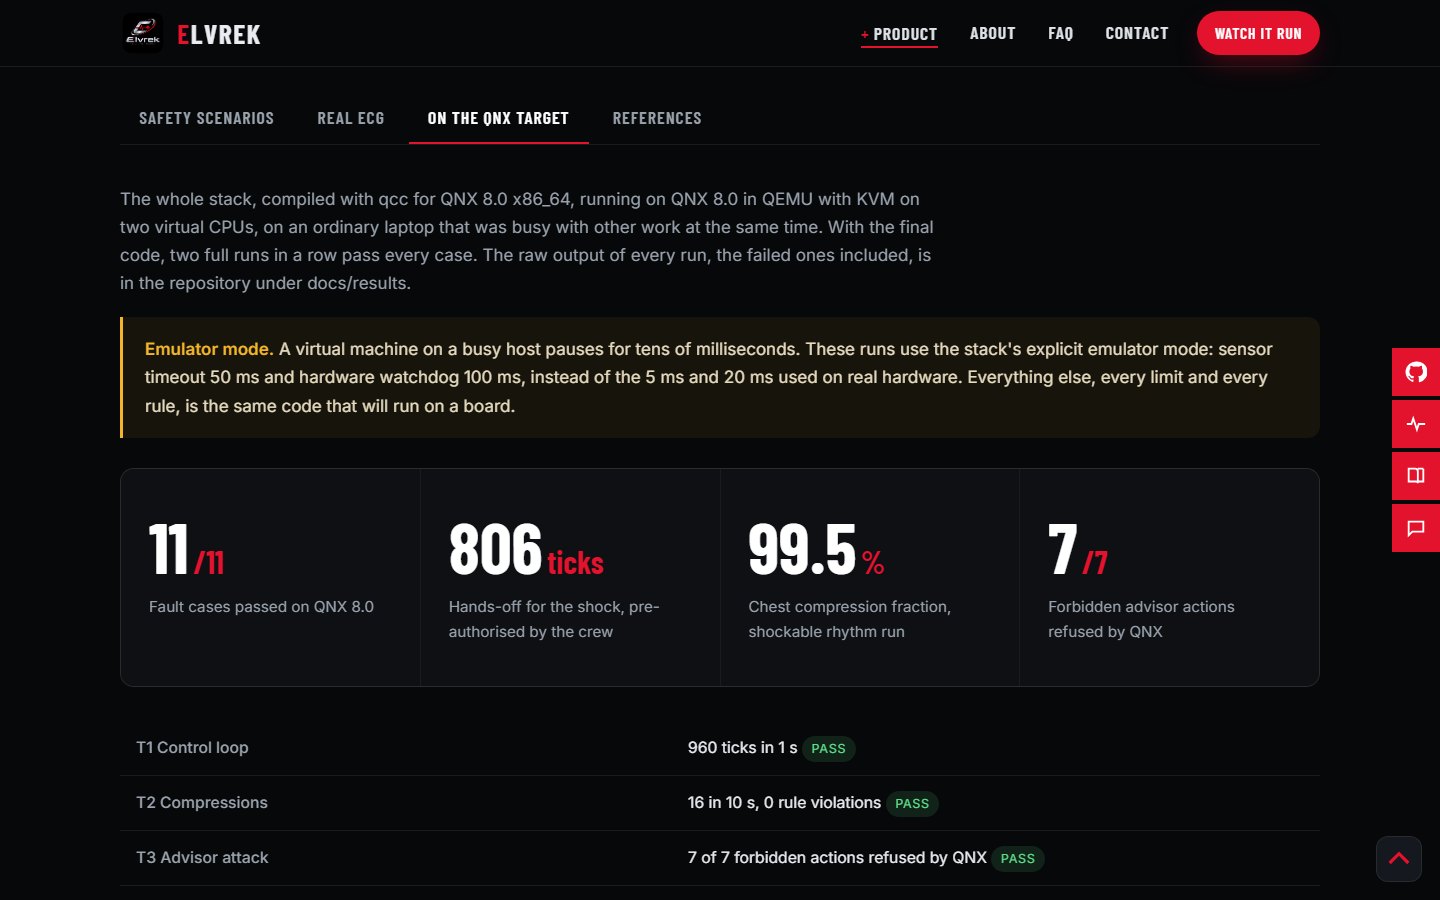 Elvrek
ELVREK
+ PRODUCT
ABOUT
FAQ
CONTACT
WATCH IT RUN
SAFETY SCENARIOS
REAL ECG
ON THE QNX TARGET
REFERENCES
The whole stack, compiled with qcc for QNX 8.0 x86_64, running on QNX 8.0 in QEMU with KVM on
two virtual CPUs, on an ordinary laptop that was busy with other work at the same time. With the final
code, two full runs in a row pass every case. The raw output of every run, the failed ones included, is
in the repository under docs/results.
Emulator mode. A virtual machine on a busy host pauses for tens of milliseconds. These runs use the stack's explicit emulator mode: sensor
timeout 50 ms and hardware watchdog 100 ms, instead of the 5 ms and 20 ms used on real hardware. Everything else, every limit and every
rule, is the same code that will run on a board.
11 /11
Fault cases passed on QNX 8.0
806 ticks
Hands-off for the shock, pre-
authorised by the crew
99.5 %
Chest compression fraction,
shockable rhythm run
7 /7
Forbidden advisor actions
refused by QNX
T1 Control loop
960 ticks in 1 s PASS
T2 Compressions
16 in 10 s, 0 rule violations PASS
T3 Advisor attack
7 of 7 forbidden actions refused by QNX PASS